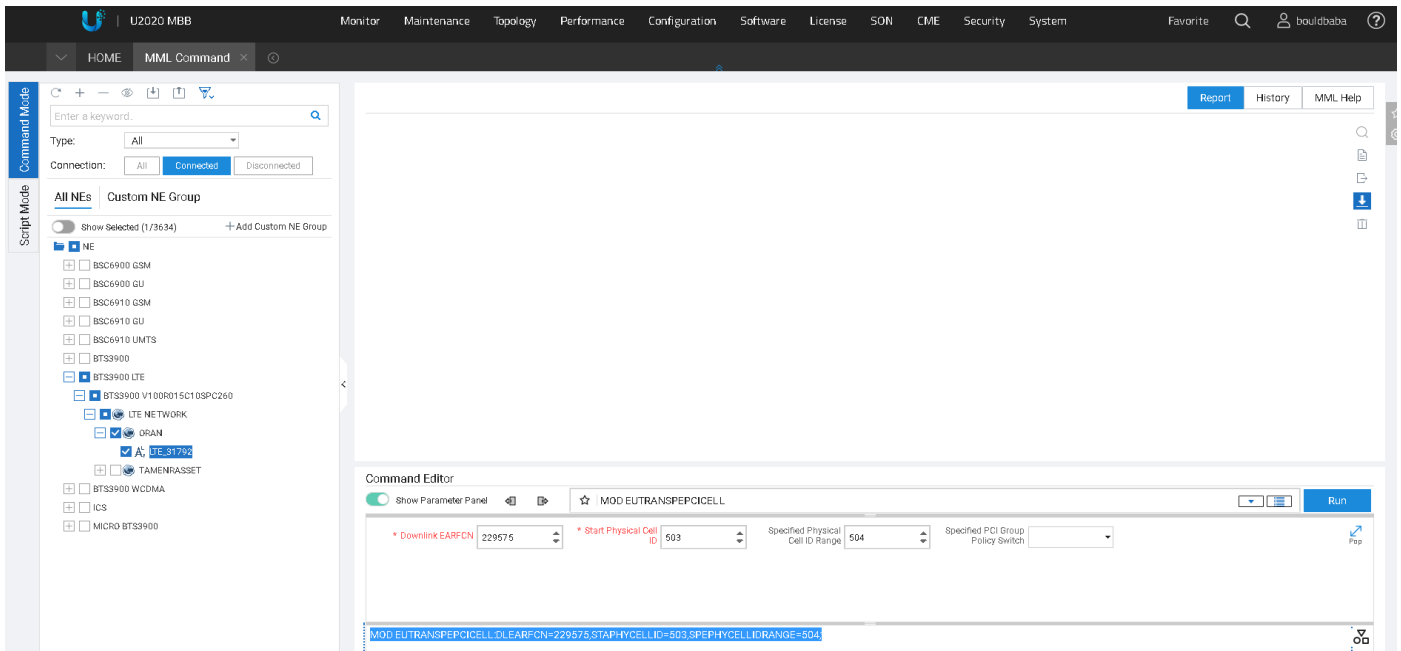 U2020 MBB
Monitor Maintenance Topology Performance Configuration Software License SON CME Security System
Favorite bouldbaba
HOME MML Command
Command Mode
Script Mode
Enter a keyword.
Type: All
Connection: All Connected Disconnected
All NEs Custom NE Group
Show Selected (1/3634) Add Custom NE Group
NE
BSC6900 GSM
BSC6900 GU
BSC6910 GSM
BSC6910 GU
BSC6910 UMTS
BTS3900
BTS3900 LTE
BTS3900 V100R015C10SPC260
LTE NETWORK
ORAN
LTE_31792
TAMENRASSET
BTS3900 WCDMA
ICS
MICRO BTS3900
Report History MML Help
Command Editor
Show Parameter Panel MOD EUTRANSPEPCICELL Run
* Downlink EARFCN 229575
* Start Physical Cell ID 503
Specified Physical Cell ID Range 504
Specified PCI Group Policy Switch
Pop
MOD EUTRANSPEPCICELL:DLEARFCN=229575,STAPHYCELLID=503,SPEPHYCELLIDRANGE=504;